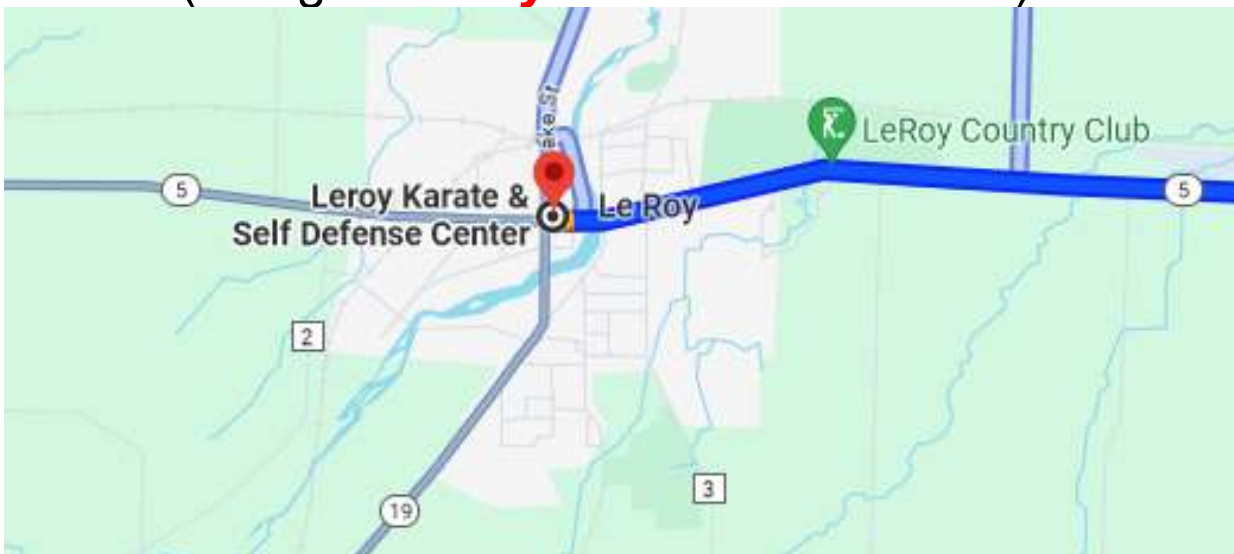 5
Leroy Karate &
Self Defense Center
Le Roy
LeRoy Country Club
5
2
19
3